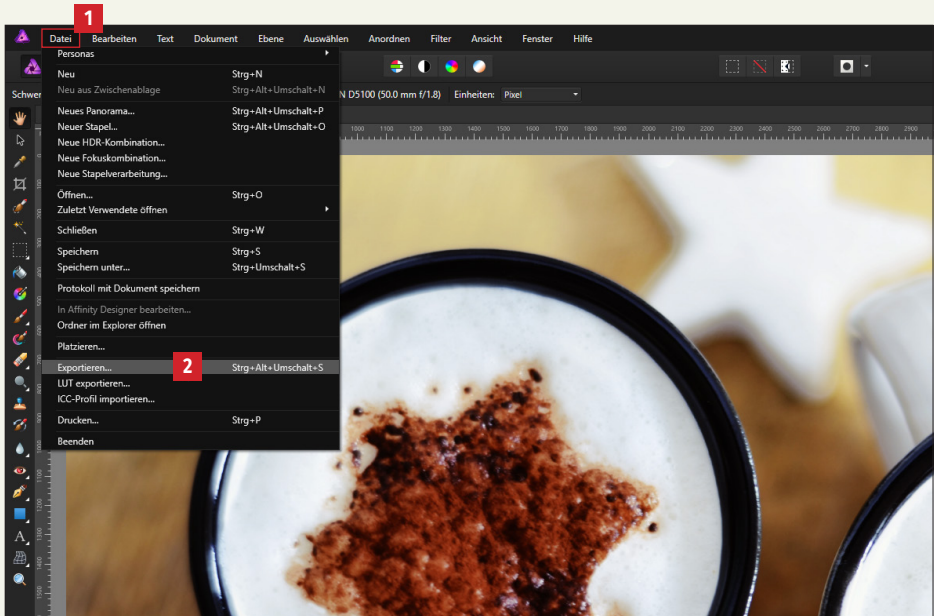 1
Datei Bearbeiten Text Dokument Ebene Auswählen Anordnen Filter Ansicht Fenster Hilfe
Personas
Neu Strg+N
Neu aus Zwischenablage Strg+Alt+Umschalt+N
Schwer N D5100 (50.0 mm f/1.8) Einheiten: Pixel
Neues Panorama... Strg+Alt+Umschalt+P
Neuer Stapel... Strg+Alt+Umschalt+O
1000 1100 1200 1300 1400 1500 1600 1700 1800 1900 2000 2100 2200 2300 2400 2500 2600 2700 2800 2900
Neue HDR-Kombination...
Neue Fokuskombination...
Neue Stapelverarbeitung...
Öffnen... Strg+O
Zuletzt Verwendete öffnen
Schließen Strg+W
Speichern Strg+S
Speichern unter... Strg+Umschalt+S
Protokoll mit Dokument speichern
In Affinity Designer bearbeiten...
Ordner im Explorer öffnen
Platzieren...
Exportieren... 2 Strg+Alt+Umschalt+S
LUT exportieren...
ICC-Profil importieren...
Drucken... Strg+P
Beenden